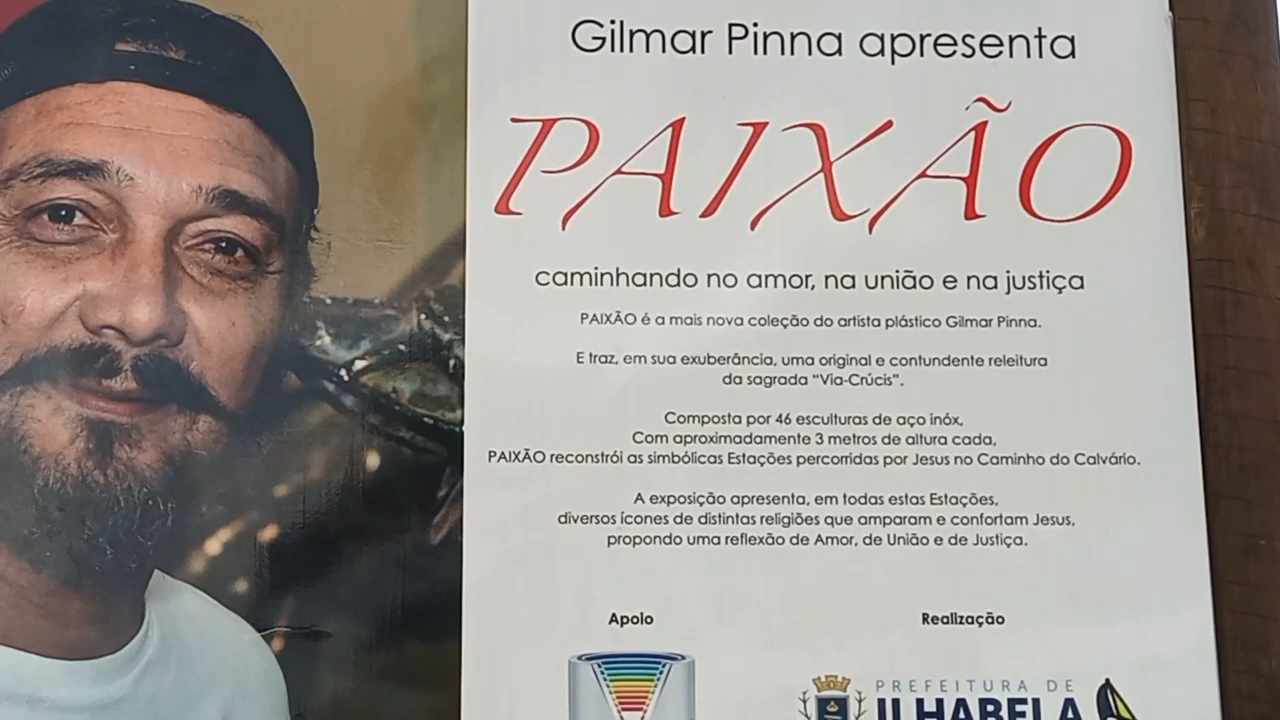 Gilmar Pinna apresenta
PAIXÃO
caminhando no amor, na união e na justiça
PAIXÃO é a mais nova coleção do artista plástico Gilmar Pinna.
E traz, em sua exuberância, uma original e contundente releitura
da sagrada “Via-Crúcis”.
Composta por 46 esculturas de aço inóx,
Com aproximadamente 3 metros de altura cada,
PAIXÃO reconstrói as simbólicas Estações percorridas por Jesus no Caminho do Calvário.
A exposição apresenta, em todas estas Estações,
diversos ícones de distintas religiões que amparam e confortam Jesus,
propondo uma reflexão de Amor, de União e de Justiça.
Apoio
Realização
PREFEITURA DE
ILHABELA